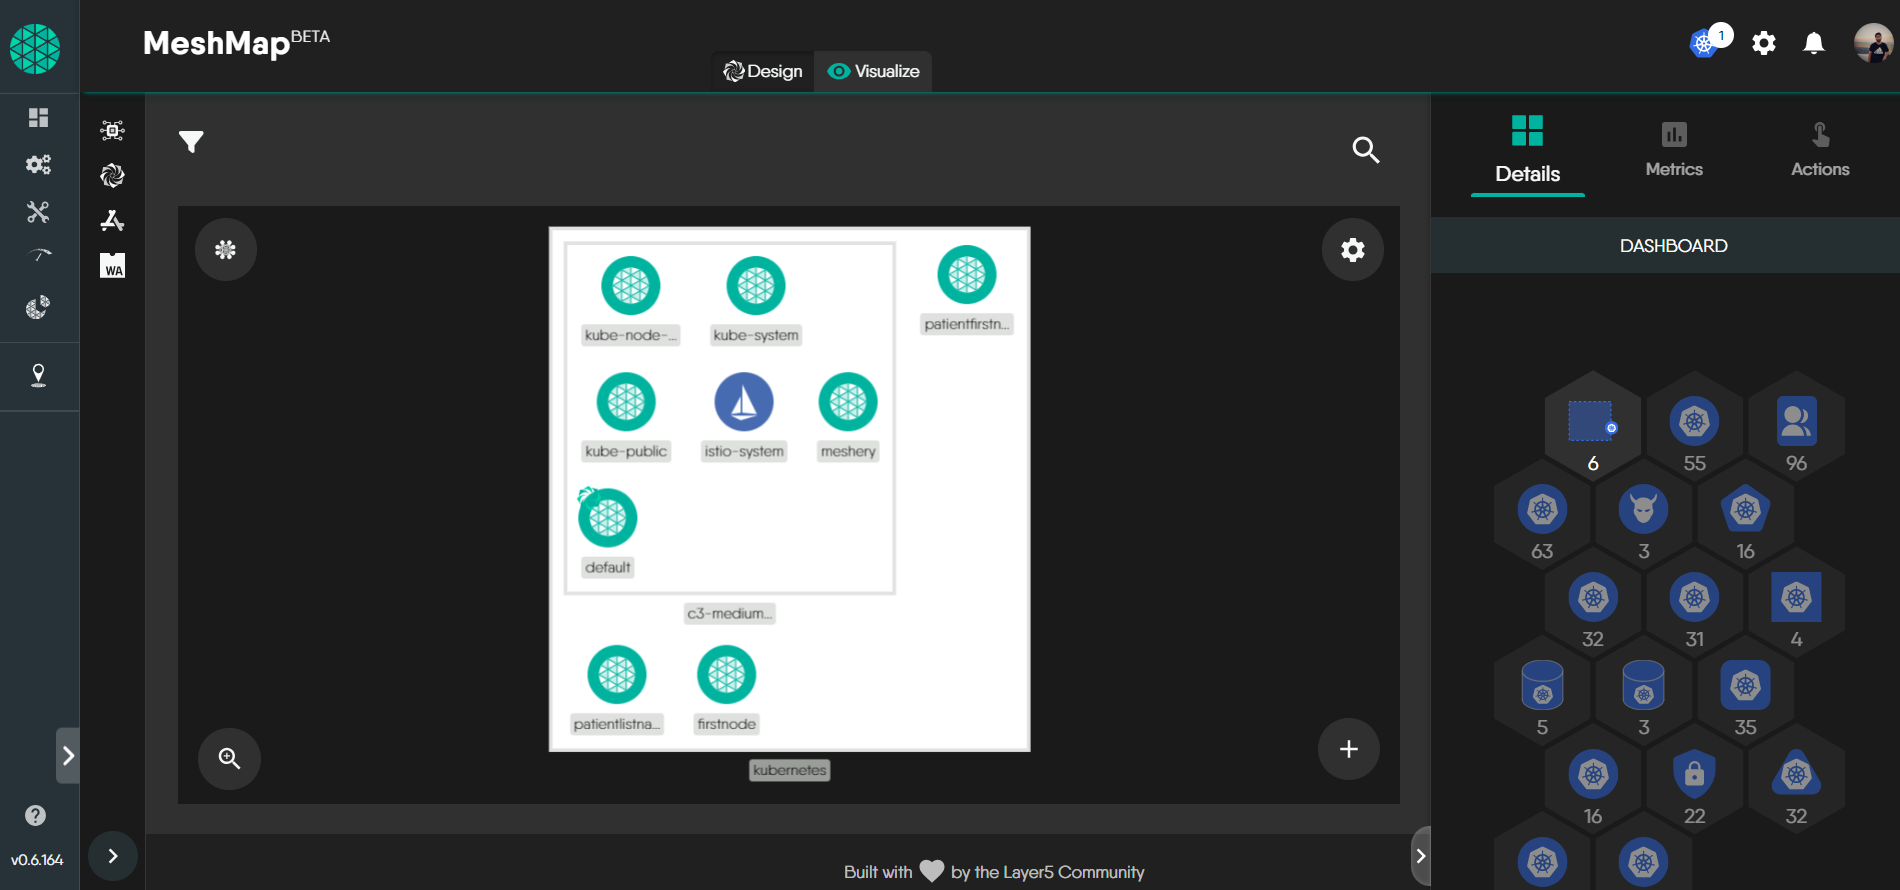 MeshMap BETA
1
Design
Visualize
WA
Details
Metrics
Actions
DASHBOARD
kube-node-...
kube-system
patientfirstn...
kube-public
istio-system
meshery
default
c3-medium...
patientlistna...
firstnode
kubernetes
6
55
96
63
3
16
32
31
4
5
3
35
16
22
32
v0.6.164
Built with by the Layer5 Community